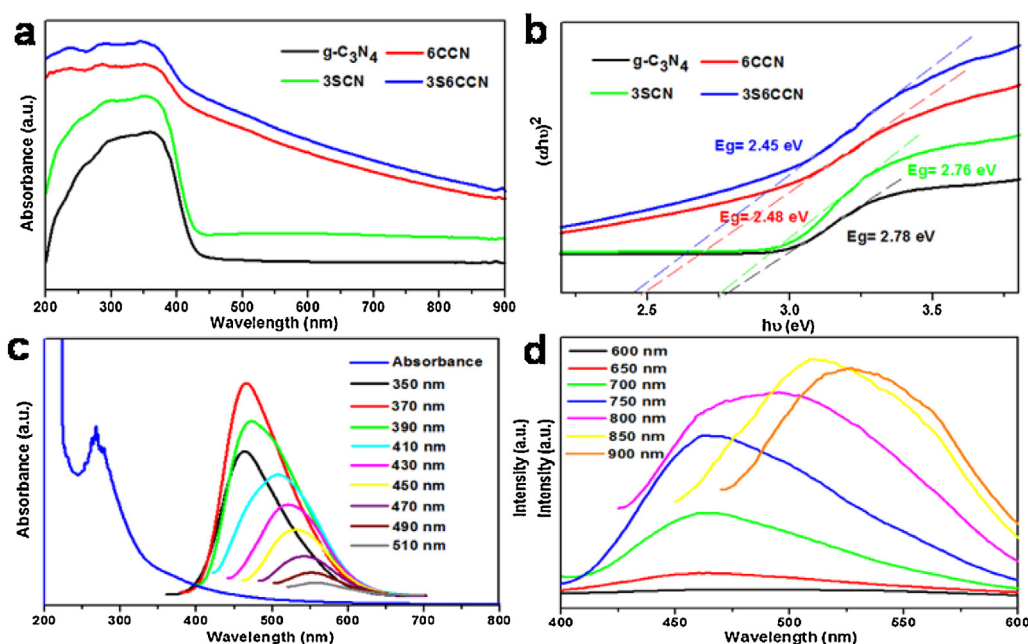 a
g-C₃N₄
6CCN
3SCN
3S6CCN
Absorbance (a.u.)
200 300 400 500 600 700 800 900
Wavelength (nm)
b
g-C₃N₄
6CCN
3SCN
3S6CCN
Eg= 2.45 eV
Eg= 2.76 eV
Eg= 2.48 eV
Eg= 2.78 eV
(αhυ)²
2.5 3.0 3.5
hυ (eV)
c
Absorbance
350 nm
370 nm
390 nm
410 nm
430 nm
450 nm
470 nm
490 nm
510 nm
Absorbance (a.u.)
200 300 400 500 600 700 800
Wavelength (nm)
Intensity (a.u.)
d
600 nm
650 nm
700 nm
750 nm
800 nm
850 nm
900 nm
Intensity (a.u.)
400 450 500 550 600
Wavelength (nm)